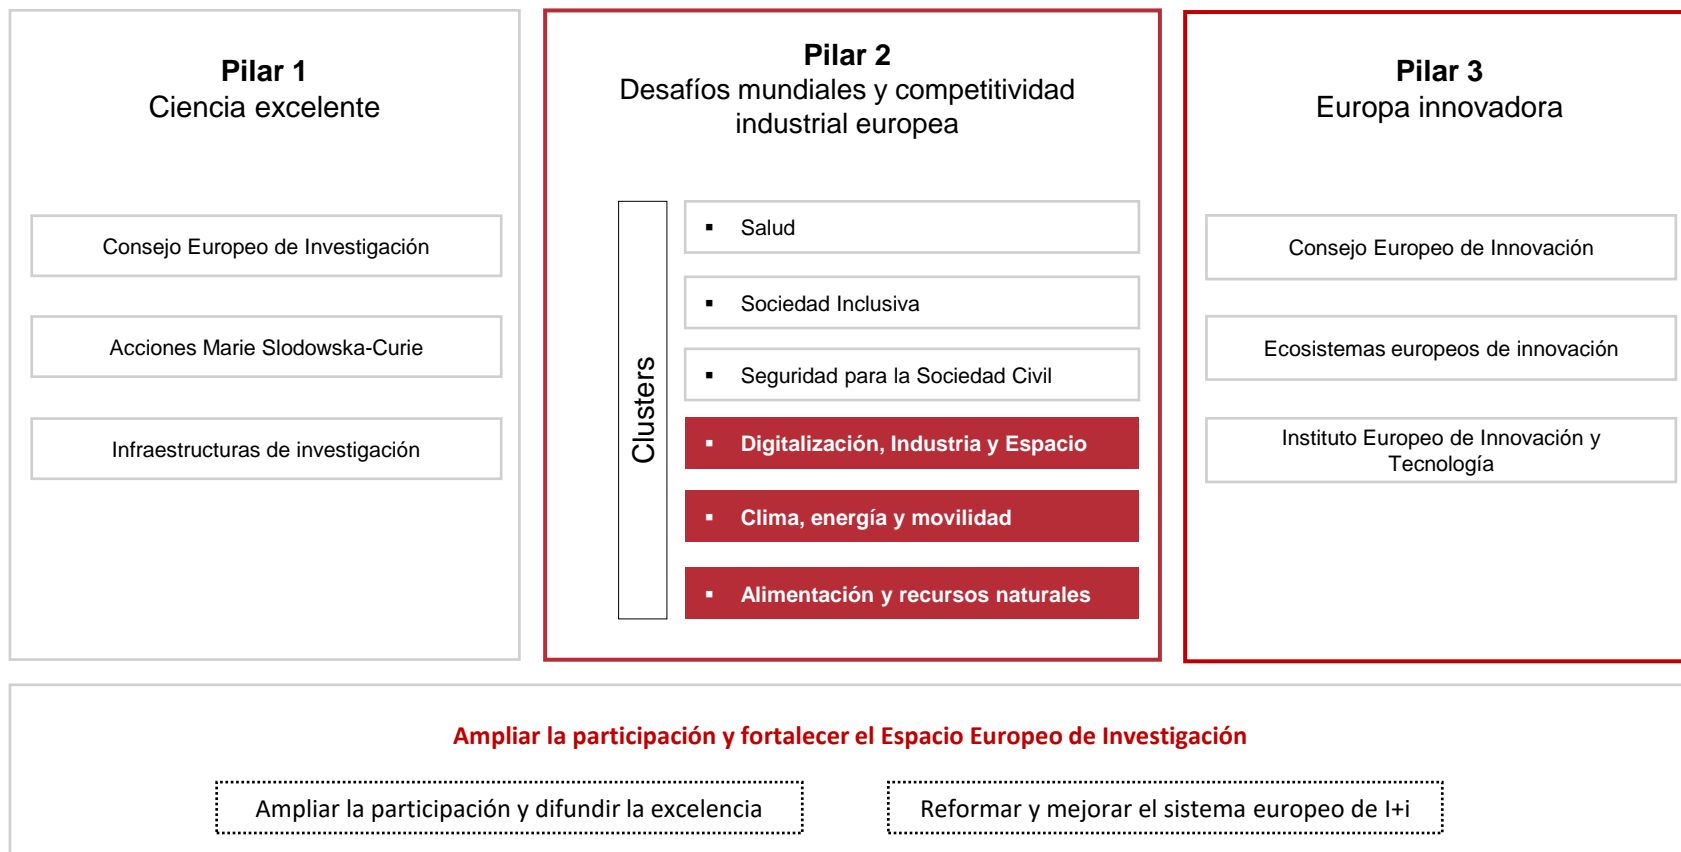 Pilar 1
Ciencia excelente
Consejo Europeo de Investigación
Acciones Marie Slodowska-Curie
Infraestructuras de investigación
Pilar 2
Desafíos mundiales y competitividad
industrial europea
Clusters
▪ Salud
▪ Sociedad Inclusiva
▪ Seguridad para la Sociedad Civil
▪ Digitalización, Industria y Espacio
▪ Clima, energía y movilidad
▪ Alimentación y recursos naturales
Pilar 3
Europa innovadora
Consejo Europeo de Innovación
Ecosistemas europeos de innovación
Instituto Europeo de Innovación y
Tecnología
Ampliar la participación y fortalecer el Espacio Europeo de Investigación
Ampliar la participación y difundir la excelencia
Reformar y mejorar el sistema europeo de I+i